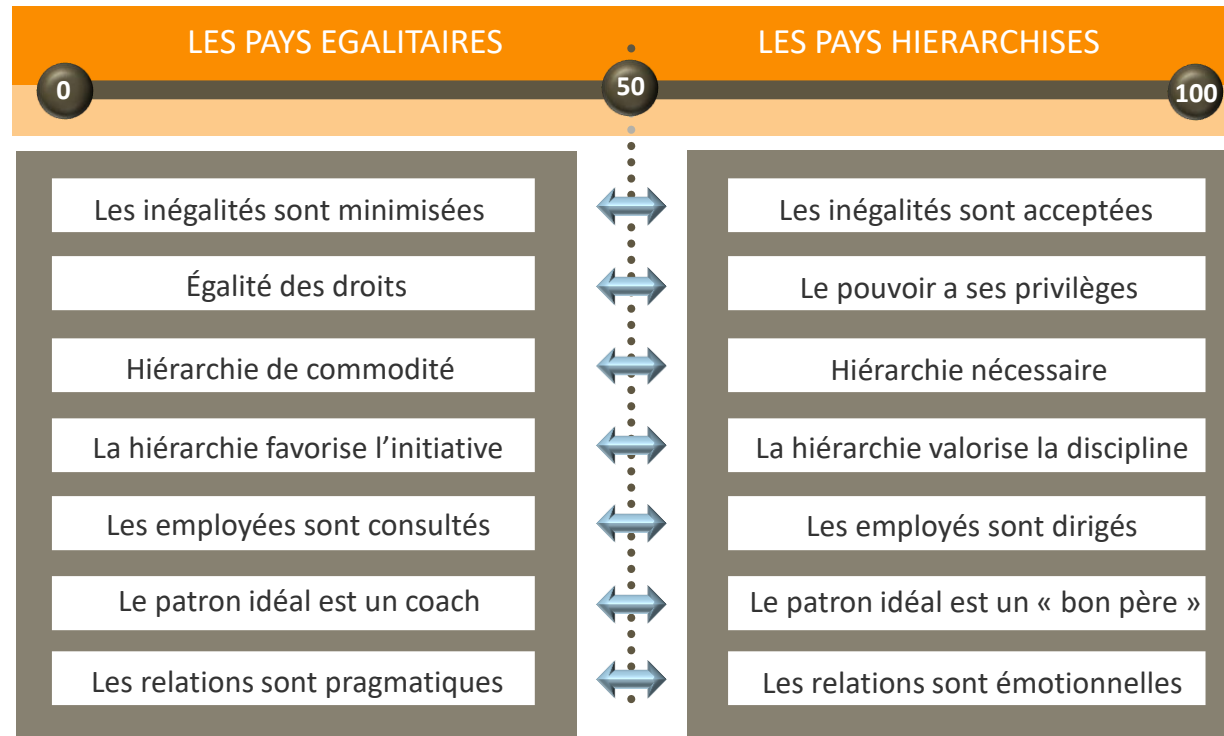 LES PAYS EGALITAIRES
LES PAYS HIERARCHISES
0
50
100
Les inégalités sont minimisées
Les inégalités sont acceptées
Égalité des droits
Le pouvoir a ses privilèges
Hiérarchie de commodité
Hiérarchie nécessaire
La hiérarchie favorise l’initiative
La hiérarchie valorise la discipline
Les employées sont consultés
Les employés sont dirigés
Le patron idéal est un coach
Le patron idéal est un « bon père »
Les relations sont pragmatiques
Les relations sont émotionnelles